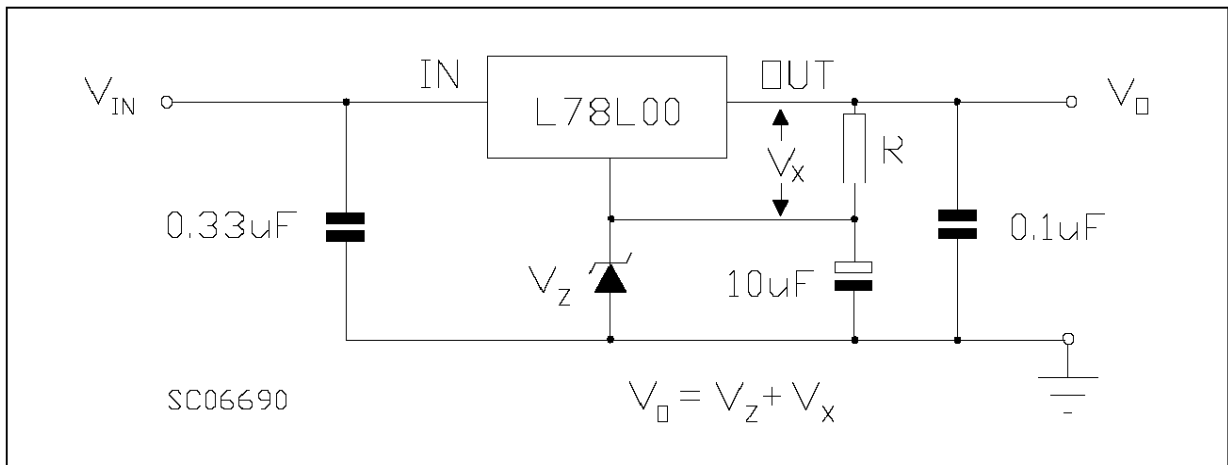 V_IN
IN
L78L00
OUT
V_O
V_X
R
0.33uF
V_Z
10uF
0.1uF
SC06690
V_O = V_Z + V_X